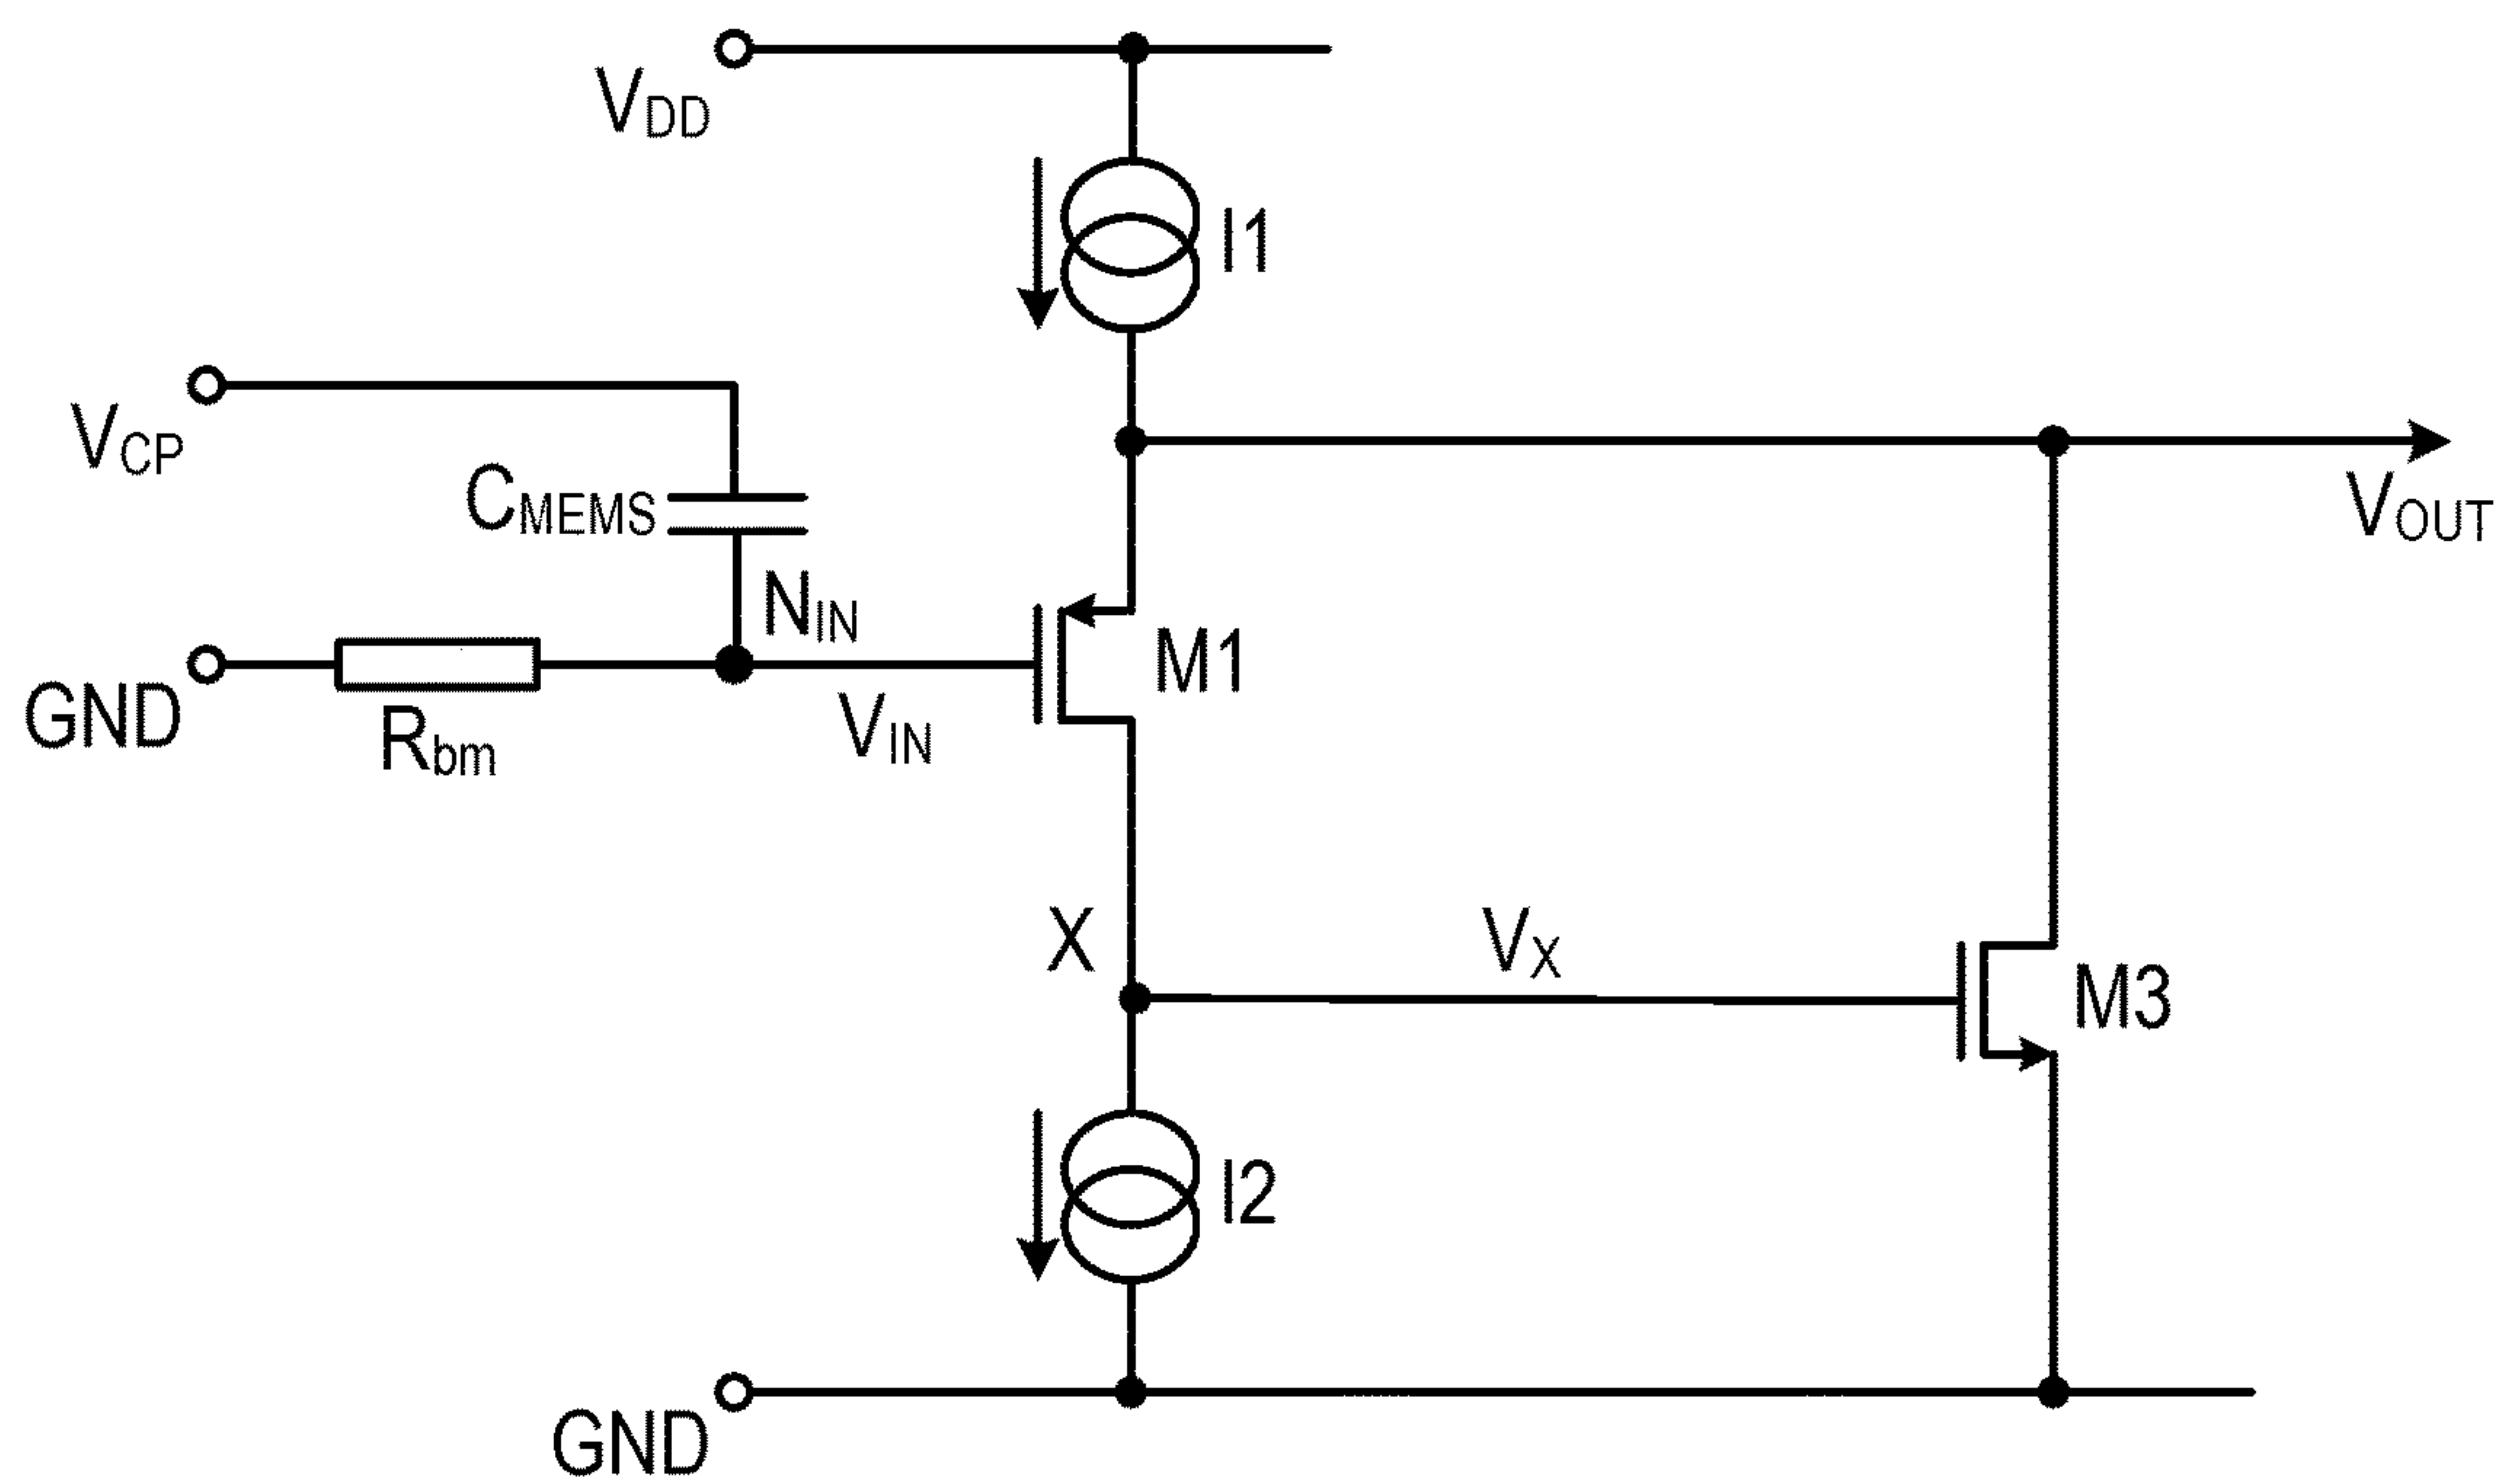 VDD
I1
VCP
CMEMS
VOUT
NIN
M1
GND
Rbm
VIN
X
VX
M3
I2
GND